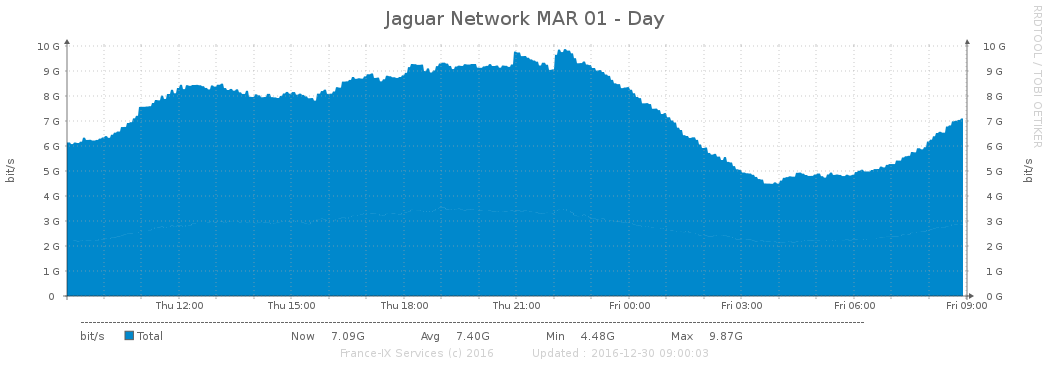 Jaguar Network MAR 01 - Day
RRDTOOL / TOBI OETIKER
bit/s
10 G
9 G
8 G
7 G
6 G
5 G
4 G
3 G
2 G
1 G
0
10 G
9 G
8 G
7 G
6 G
5 G
4 G
3 G
2 G
1 G
0 G
bit/s
Thu 12:00 Thu 15:00 Thu 18:00 Thu 21:00 Fri 00:00 Fri 03:00 Fri 06:00 Fri 09:00
bit/s Total Now 7.09G Avg 7.40G Min 4.48G Max 9.87G
France-IX Services (c) 2016 Updated : 2016-12-30 09:00:03